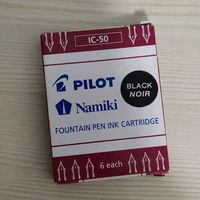 IC-50
PILOT
Namiki
BLACK
NOIR
FOUNTAIN PEN INK CARTRIDGE
6 each